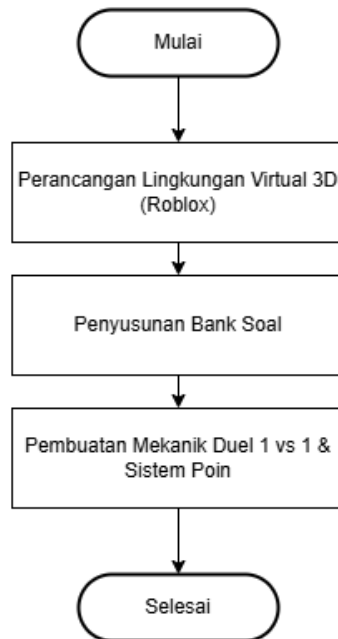 Mulai
Perancangan Lingkungan Virtual 3D
(Roblox)
Penyusunan Bank Soal
Pembuatan Mekanik Duel 1 vs 1 &
Sistem Poin
Selesai